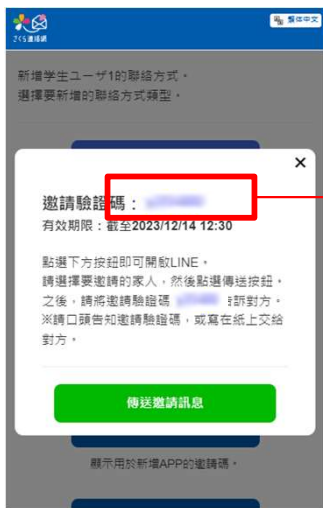 さくら連絡網
繁体中文
新增学生ユーザ1的聯絡方式。
選擇要新增的聯絡方式類型。
×
邀請驗證碼：
有效期限：截至2023/12/14 12:30
點選下方按鈕即可開啟LINE。
請選擇要邀請的家人，然後點選傳送按鈕。
之後，請將邀請驗證碼 訴對方。
※請口頭告知邀請驗證碼，或寫在紙上交給
對方。
傳送邀請訊息
顯示用於新增APP的邀請碼。